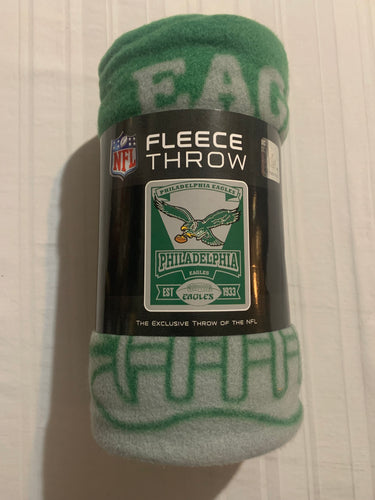 EAG
NFL
FLEECE
THROW
PHILADELPHIA EAGLES
PHILADELPHIA
EAGLES
EST 1933
EAGLES
THE EXCLUSIVE THROW OF THE NFL